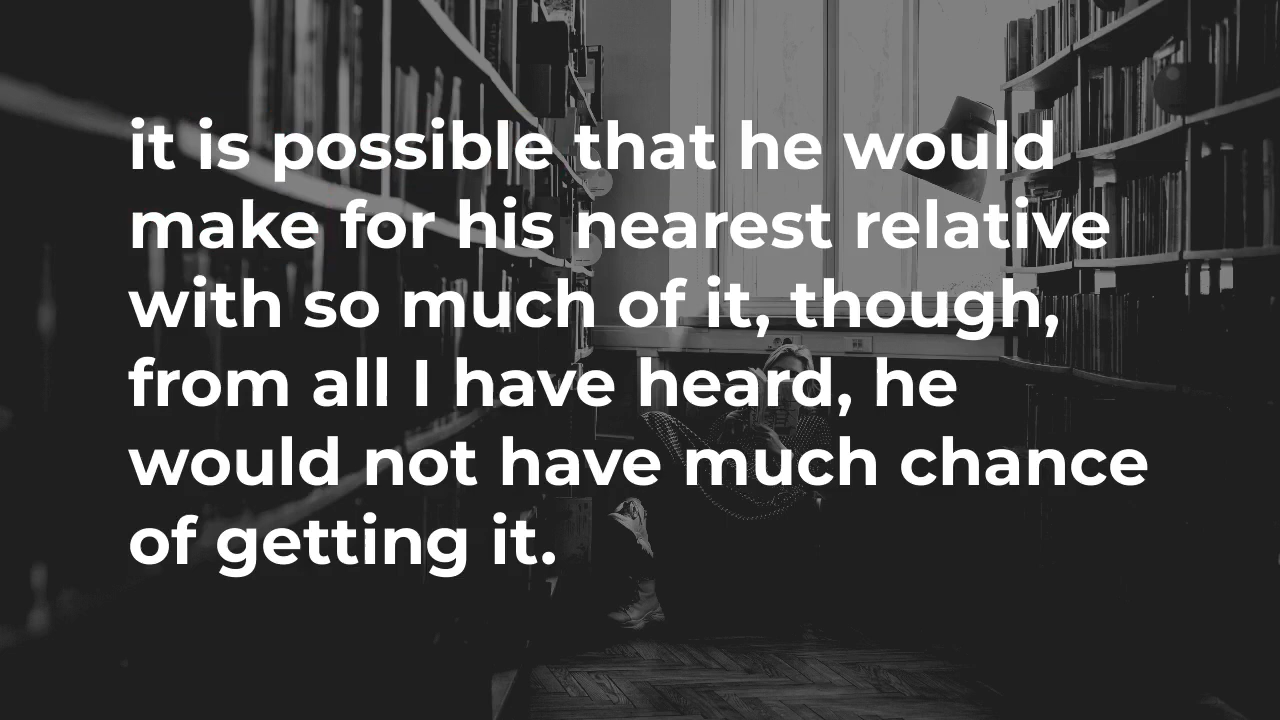 it is possible that he would
make for his nearest relative
with so much of it, though,
from all I have heard, he
would not have much chance
of getting it.